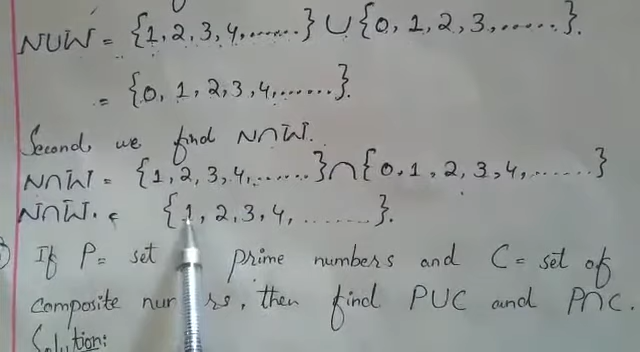 NUW = {1, 2, 3, 4,.......} U {0, 1, 2, 3,......}.
= {0, 1, 2, 3, 4,.......}.
Second, we find N∩W.
N∩W = {1, 2, 3, 4,.......}∩{0, 1, 2, 3, 4,......}
N∩W = {1, 2, 3, 4, ........}.
If P= set prime numbers and C = set of
composite , then find PUC and P∩C.
Solution: